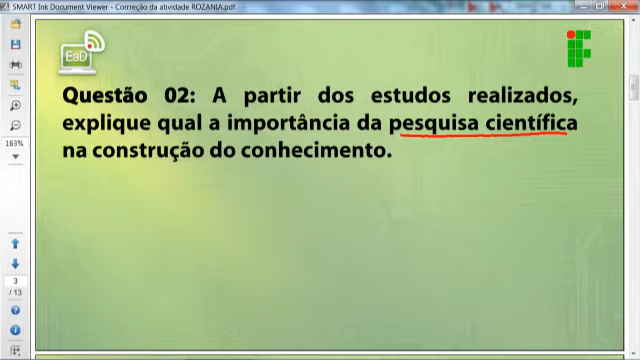 SMART Ink Document Viewer - Correção da atividade ROZANIA.pdf
EaD
Questão 02: A partir dos estudos realizados,
explique qual a importância da pesquisa científica
na construção do conhecimento.
163%
3
/ 13